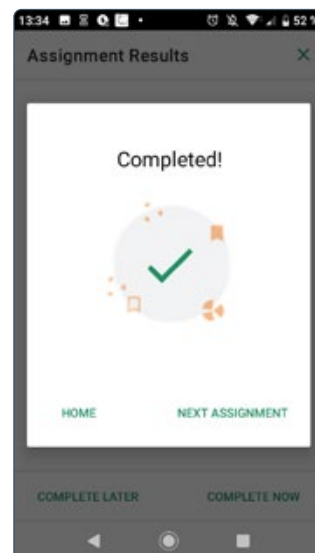 13:34 52 %
Assignment Results
Completed!
HOME NEXT ASSIGNMENT
COMPLETE LATER COMPLETE NOW